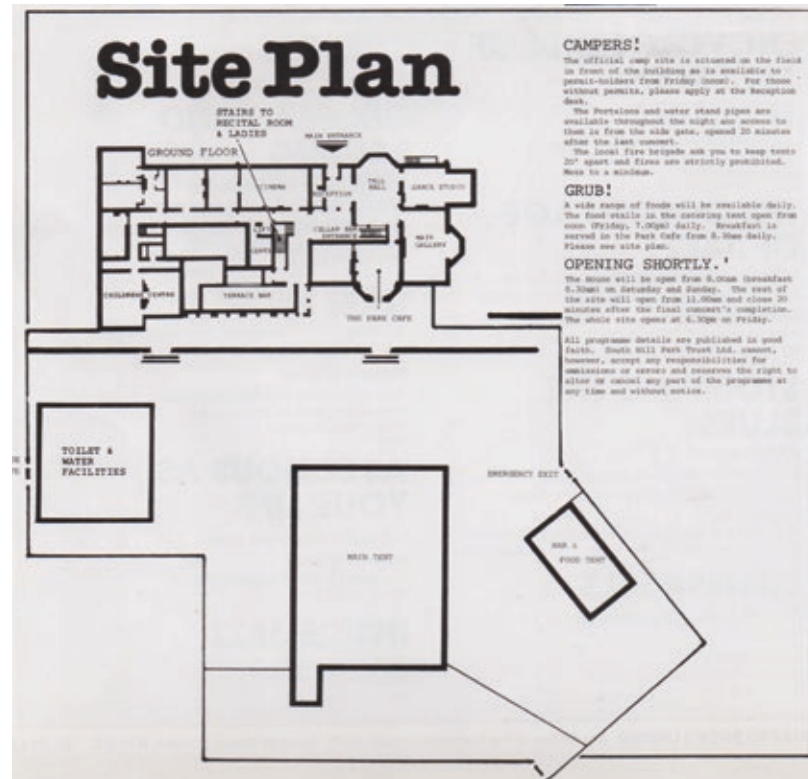 Site Plan
STAIRS TO
RECITAL ROOM
& LADIES
MAIN ENTRANCE
GROUND FLOOR
CINEMA
RECEPTION
TALL
HALL
DANCE STUDIO
CELLAR BAR
ENTRANCE
MAIN
GALLERY
CHILDRENS CENTRE
TERRACE BAR
THE PARK CAFE
TOILET &
WATER
FACILITIES
MAIN TENT
EMERGENCY EXIT
BAR &
FOOD TENT
CAMPERS!
The official camp site is situated on the field
in front of the building as is available to
permit-holders from Friday (noon). For those
without permits, please apply at the Reception
desk.
The Portaloos and water stand pipes are
available throughout the night and access to
them is from the side gate, opened 20 minutes
after the last concert.
The local fire brigade ask you to keep tents
20" apart and fires are strictly prohibited.
to a minimum.
GRUB!
A wide range of foods will be available daily.
The food stalls in the catering tent open from
noon (Friday, 7.00pm) daily. Breakfast is
served in the Park Cafe from 8.30am daily.
Please see site plan.
OPENING SHORTLY.'
The House will be open from 8.00am (breakfast
8.30am) on Saturday and Sunday. The rest of
the site will open from 11.00am and close 20
minutes after the final concert's completion.
The whole site opens at 6.30pm on Friday.
All programme details are published in good
faith. South Hill Park Trust Ltd. cannot,
however, accept any responsibilities for
ommissions or errors and reserves the right to
alter or cancel any part of the programme at
any time and without notice.